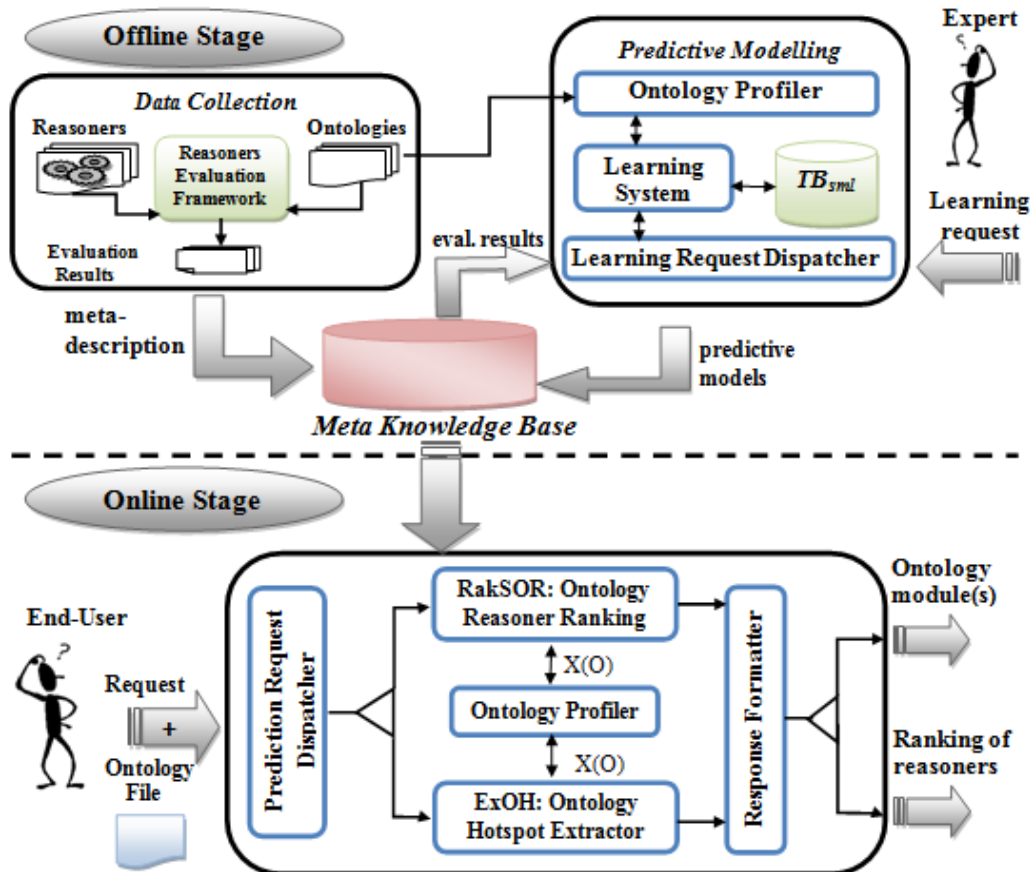 Offline Stage
Expert
Data Collection
Reasoners
Ontologies
Reasoners
Evaluation
Framework
Evaluation
Results
Predictive Modelling
Ontology Profiler
Learning
System
TBsml
Learning Request Dispatcher
Learning
request
eval. results
meta-
description
predictive
models
Meta Knowledge Base
Online Stage
End-User
?
Request
+
Ontology
File
Prediction Request
Dispatcher
RakSOR: Ontology
Reasoner Ranking
X(O)
Ontology Profiler
X(O)
ExOH: Ontology
Hotspot Extractor
Response Formatter
Ontology
module(s)
Ranking of
reasoners